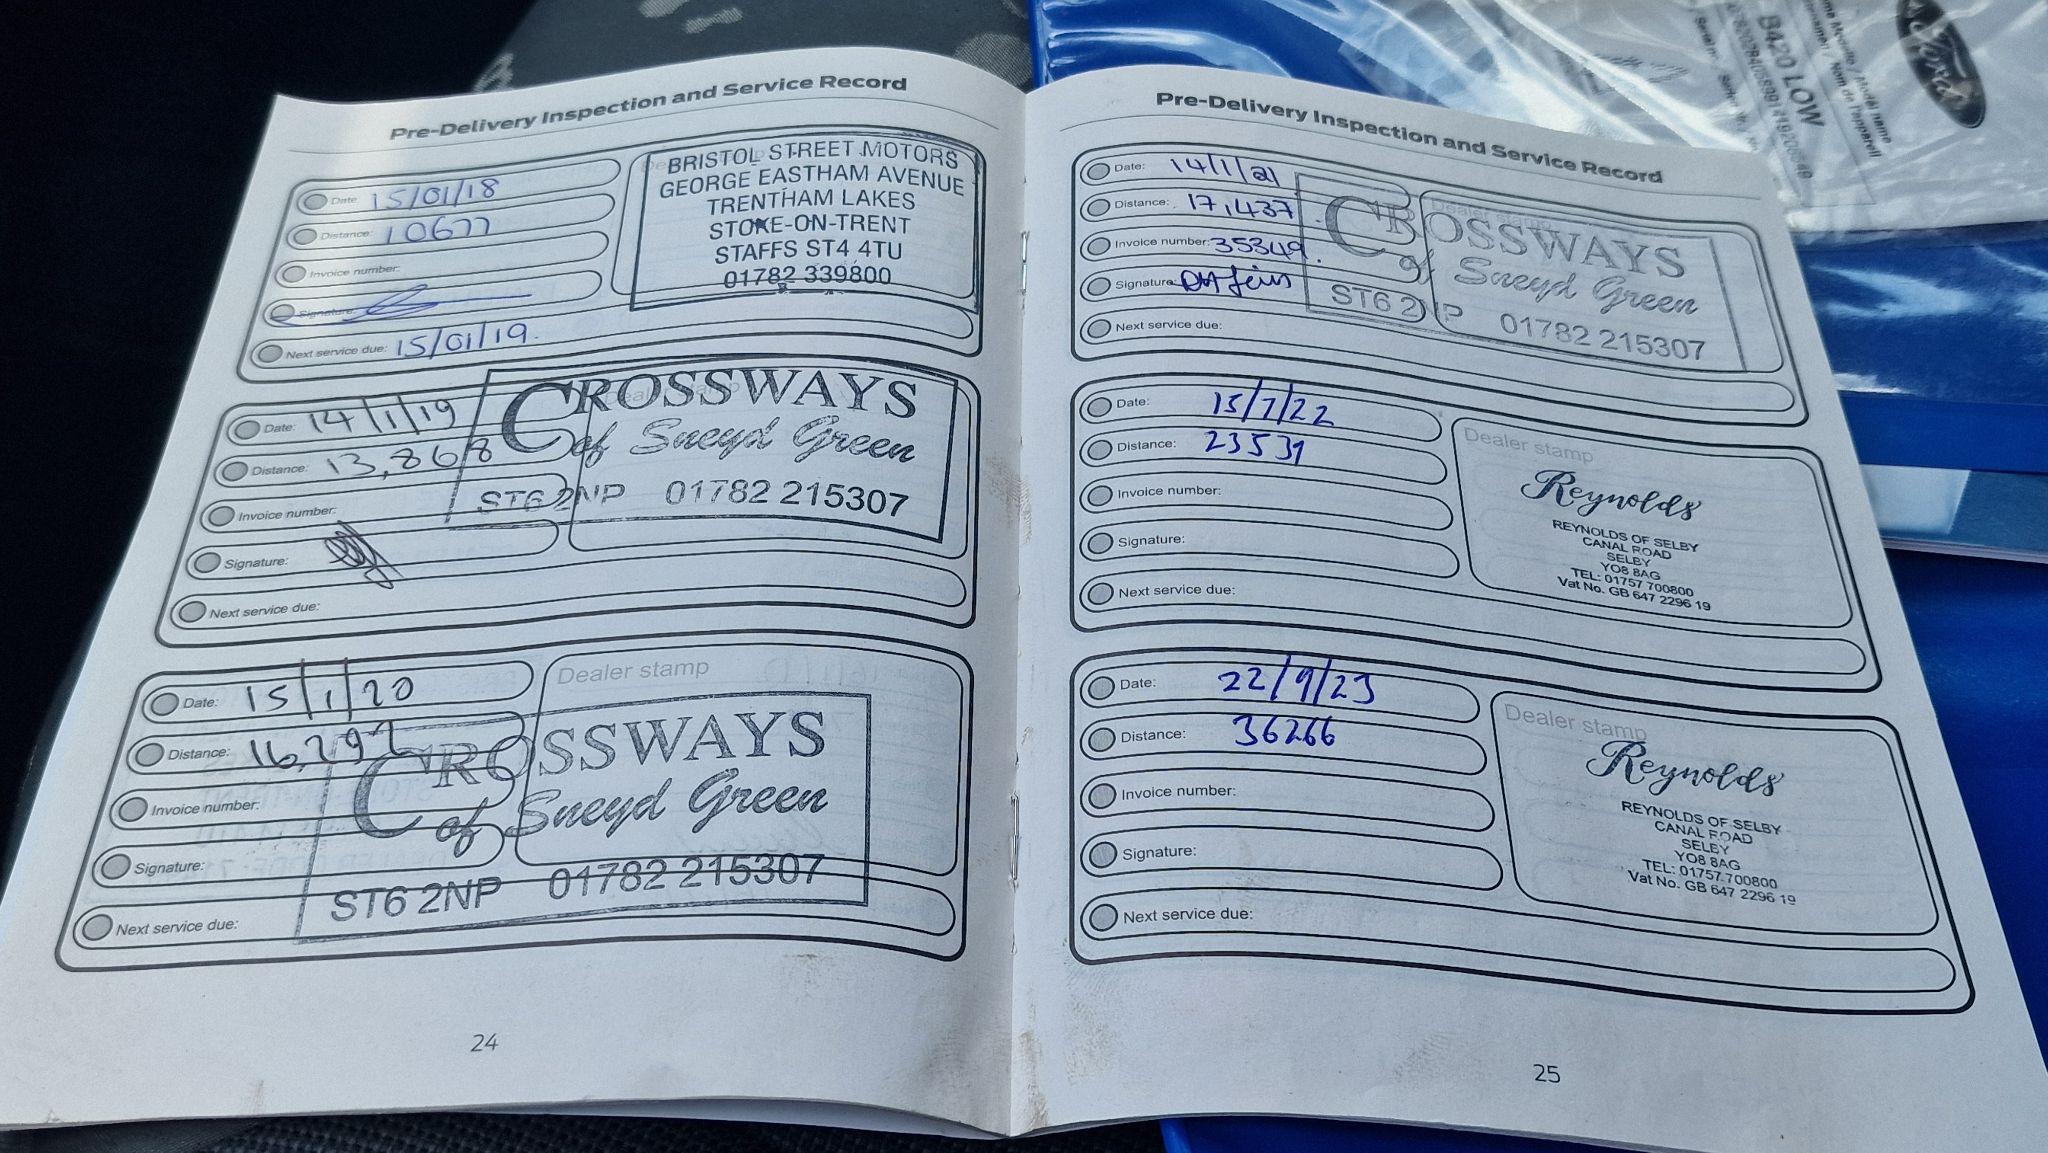 Pre-Delivery Inspection and Service Record
Date: 15/01/18
Distance: 10677
Invoice number:
Signature:
Next service due: 15/01/19.
BRISTOL STREET MOTORS
GEORGE EASTHAM AVENUE
TRENTHAM LAKES
STOKE-ON-TRENT
STAFFS ST4 4TU
01782 339800
Date: 14/1/19
Distance: 13,868
Invoice number:
Signature:
Next service due:
CROSSWAYS
of Sneyd Green
ST6 2NP 01782 215307
Date: 15/1/20
Distance: 16,292
Invoice number:
Signature:
Next service due:
Dealer stamp
CROSSWAYS
of Sneyd Green
ST6 2NP 01782 215307
24
Pre-Delivery Inspection and Service Record
Date: 14/1/21
Distance: 17,437
Invoice number: 35349.
Signature:
Next service due:
Dealer stamp
CROSSWAYS
of Sneyd Green
ST6 2NP 01782 215307
Date: 15/7/22
Distance: 23531
Invoice number:
Signature:
Next service due:
Dealer stamp
Reynolds
REYNOLDS OF SELBY
CANAL ROAD
SELBY
YO8 8AG
TEL: 01757 700800
Vat No. GB 647 2296 19
Date: 22/9/23
Distance: 36266
Invoice number:
Signature:
Next service due:
Dealer stamp
Reynolds
REYNOLDS OF SELBY
CANAL ROAD
SELBY
YO8 8AG
TEL: 01757 700800
Vat No. GB 647 2296 19
25
Ford
B420 LOW